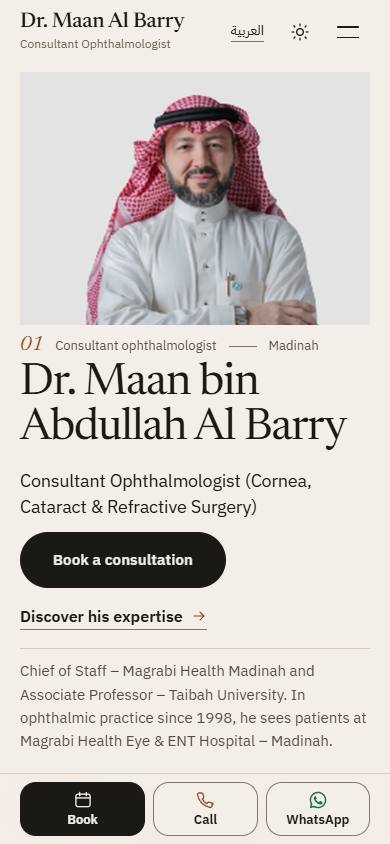 Dr. Maan Al Barry
Consultant Ophthalmologist
العربية
01 Consultant ophthalmologist — Madinah
Dr. Maan bin
Abdullah Al Barry
Consultant Ophthalmologist (Cornea,
Cataract & Refractive Surgery)
Book a consultation
Discover his expertise →
Chief of Staff – Magrabi Health Madinah and
Associate Professor – Taibah University. In
ophthalmic practice since 1998, he sees patients at
Magrabi Health Eye & ENT Hospital – Madinah.
Book
Call
WhatsApp